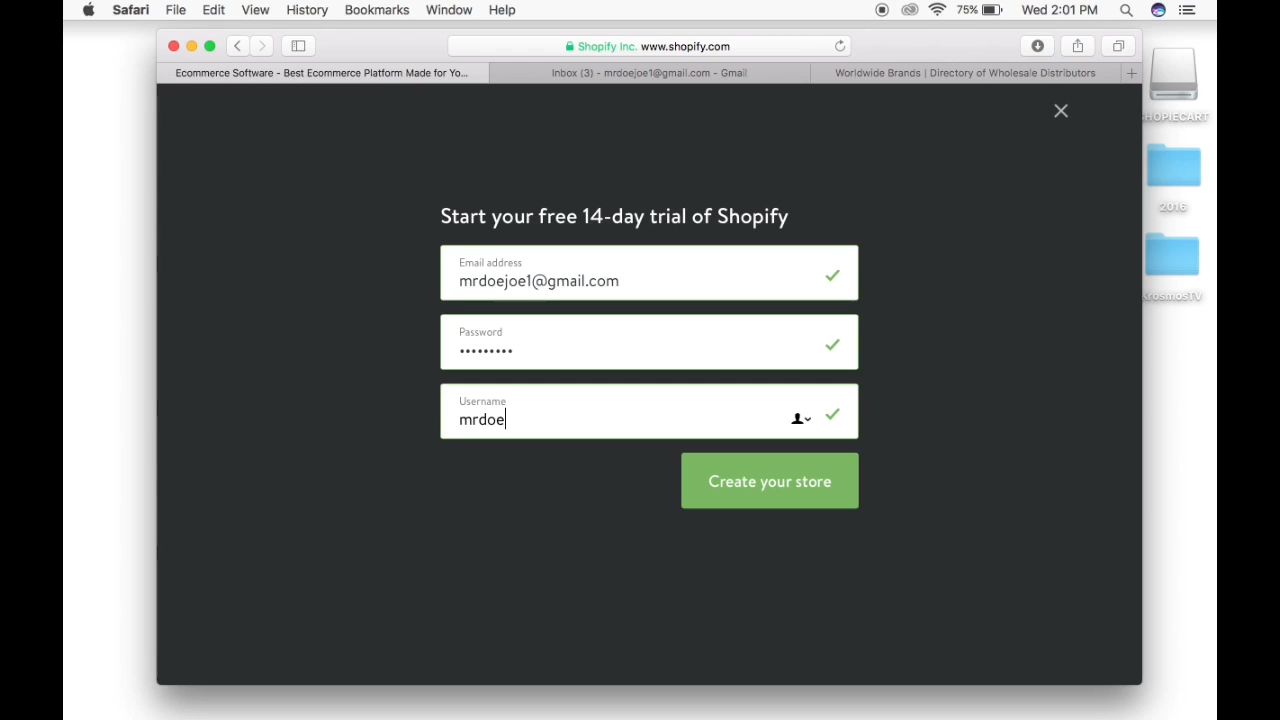 Safari File Edit View History Bookmarks Window Help 75% Wed 2:01 PM
Shopify Inc. www.shopify.com
Ecommerce Software - Best Ecommerce Platform Made for Yo... Inbox (3) - mrdoejoe1@gmail.com - Gmail Worldwide Brands | Directory of Wholesale Distributors
HOPIECART
2016
KrosmosTV
Start your free 14-day trial of Shopify
Email address
mrdoejoe1@gmail.com
Password
•••••••••
Username
mrdoe
Create your store